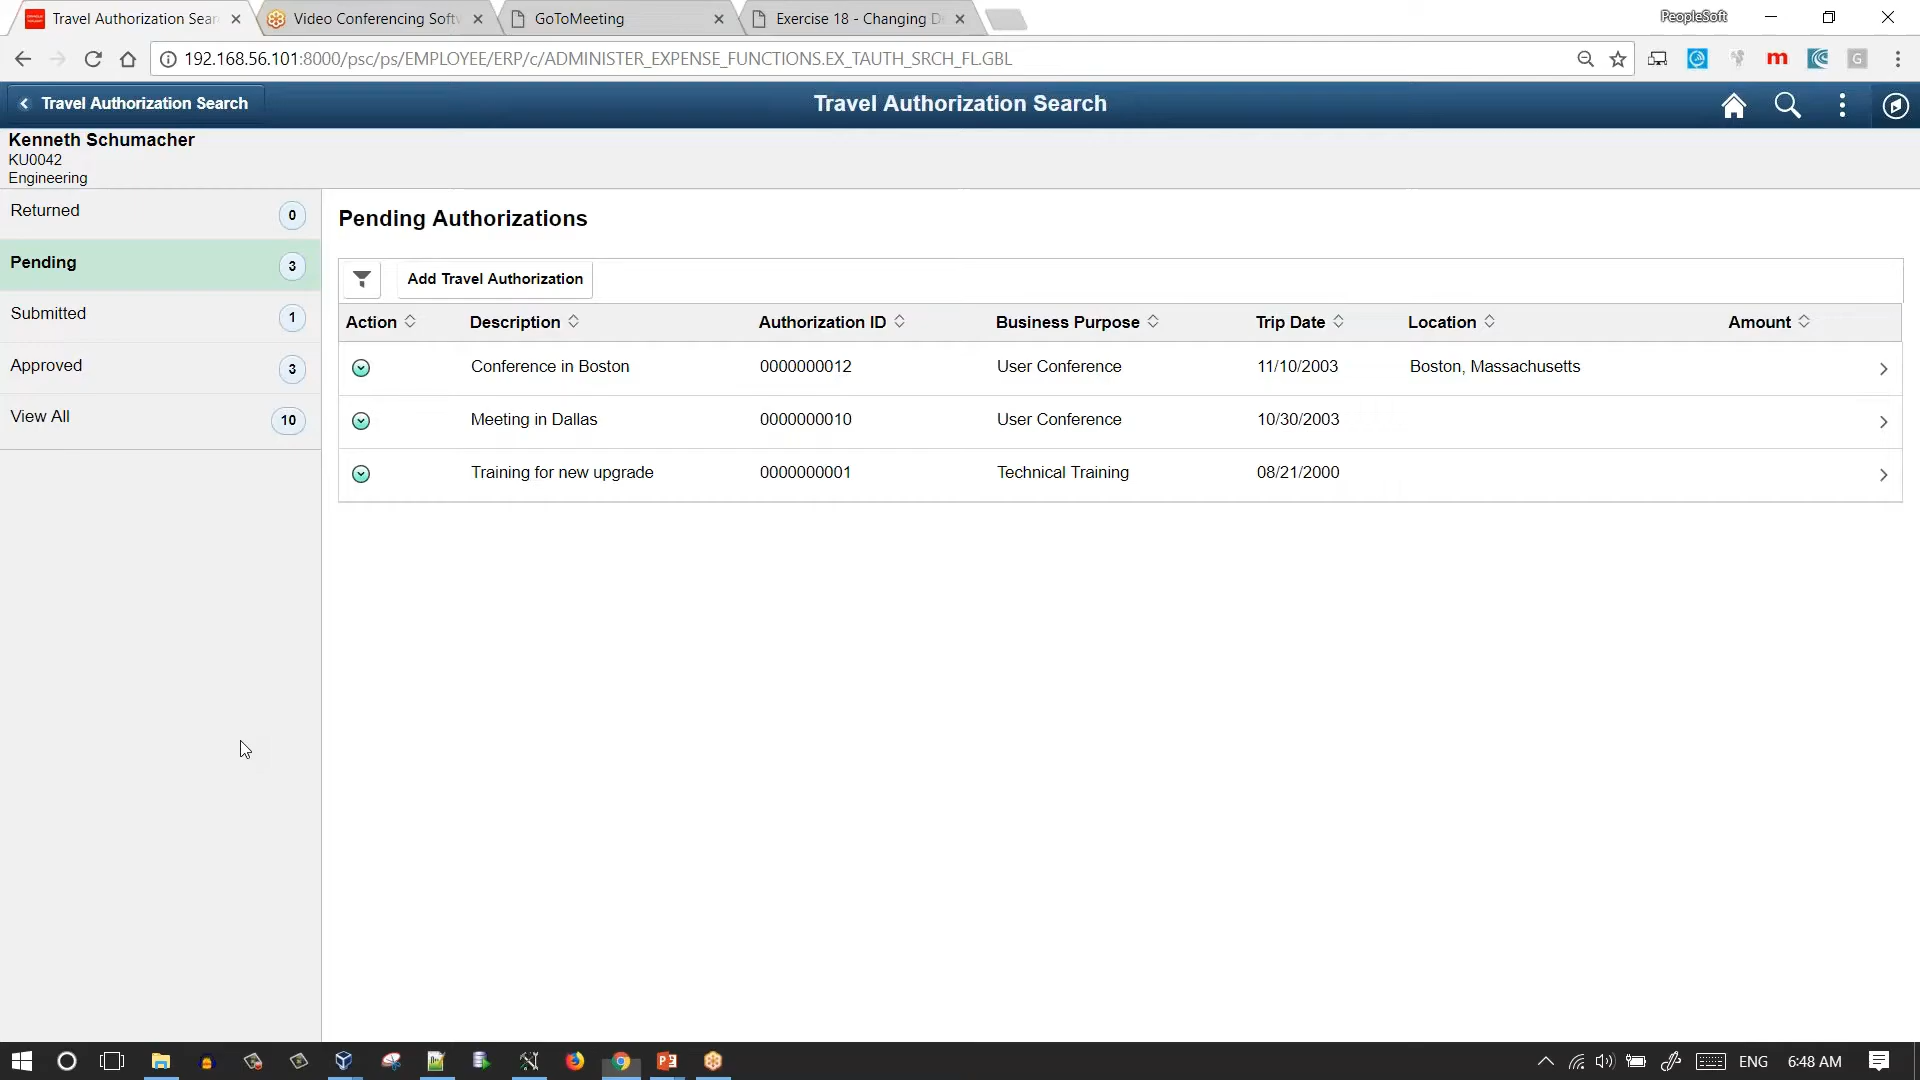 Travel Authorization Sear
Video Conferencing Softw
GoToMeeting
Exercise 18 - Changing D
PeopleSoft
192.168.56.101:8000/psc/ps/EMPLOYEE/ERP/c/ADMINISTER_EXPENSE_FUNCTIONS.EX_TAUTH_SRCH_FL.GBL
m
G
Travel Authorization Search
Travel Authorization Search
Kenneth Schumacher
KU0042
Engineering
Returned 0
Pending 3
Submitted 1
Approved 3
View All 10
Pending Authorizations
Add Travel Authorization
Action Description Authorization ID Business Purpose Trip Date Location Amount
Conference in Boston 0000000012 User Conference 11/10/2003 Boston, Massachusetts
Meeting in Dallas 0000000010 User Conference 10/30/2003
Training for new upgrade 0000000001 Technical Training 08/21/2000
ENG 6:48 AM